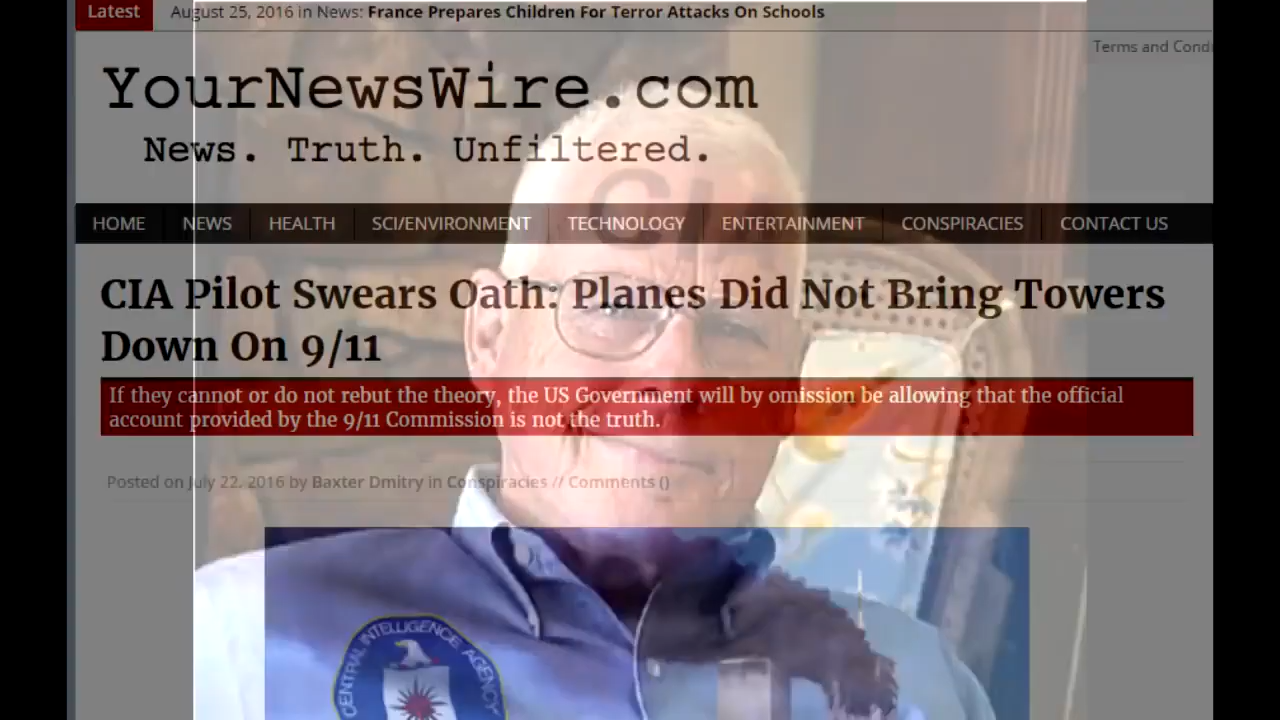 Latest
August 25, 2016 in News: France Prepares Children For Terror Attacks On Schools
Terms and Cond
YourNewsWire.com
News. Truth. Unfiltered.
HOME NEWS HEALTH SCI/ENVIRONMENT TECHNOLOGY ENTERTAINMENT CONSPIRACIES CONTACT US
CIA Pilot Swears Oath: Planes Did Not Bring Towers
Down On 9/11
If they cannot or do not rebut the theory, the US Government will by omission be allowing that the official
account provided by the 9/11 Commission is not the truth.
Posted on July 22, 2016 by Baxter Dmitry in Conspiracies // Comments ()
CENTRAL INTELLIGENCE AGENCY